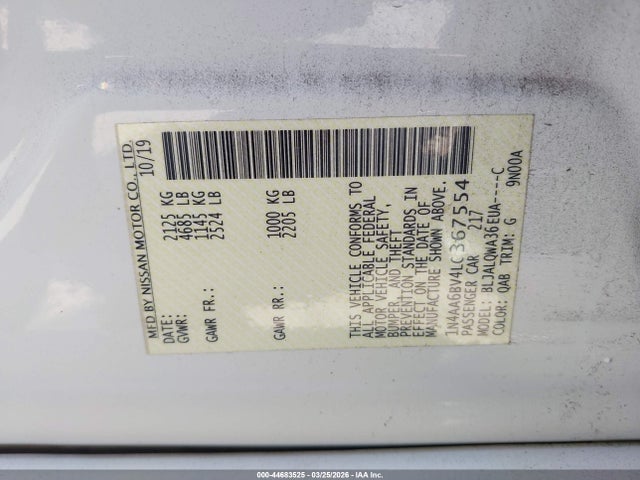 MFD BY NISSAN MOTOR CO., LTD.
DATE: 10/19
GVWR: 2125 KG
4685 LB
GAWR FR.: 1145 KG
2524 LB
GAWR RR.: 1000 KG
2205 LB
THIS VEHICLE CONFORMS TO
ALL APPLICABLE FEDERAL
MOTOR VEHICLE SAFETY,
BUMPER, AND THEFT
PREVENTION STANDARDS IN
EFFECT ON THE DATE OF
MANUFACTURE SHOWN ABOVE.
1N4AA6BV4LC367554
PASSENGER CAR 217
MODEL: BLJALQWA36EUA----C
COLOR: QAB TRIM: G 9N00A
000-44683525 | 03/25/2026 - IAA Inc.